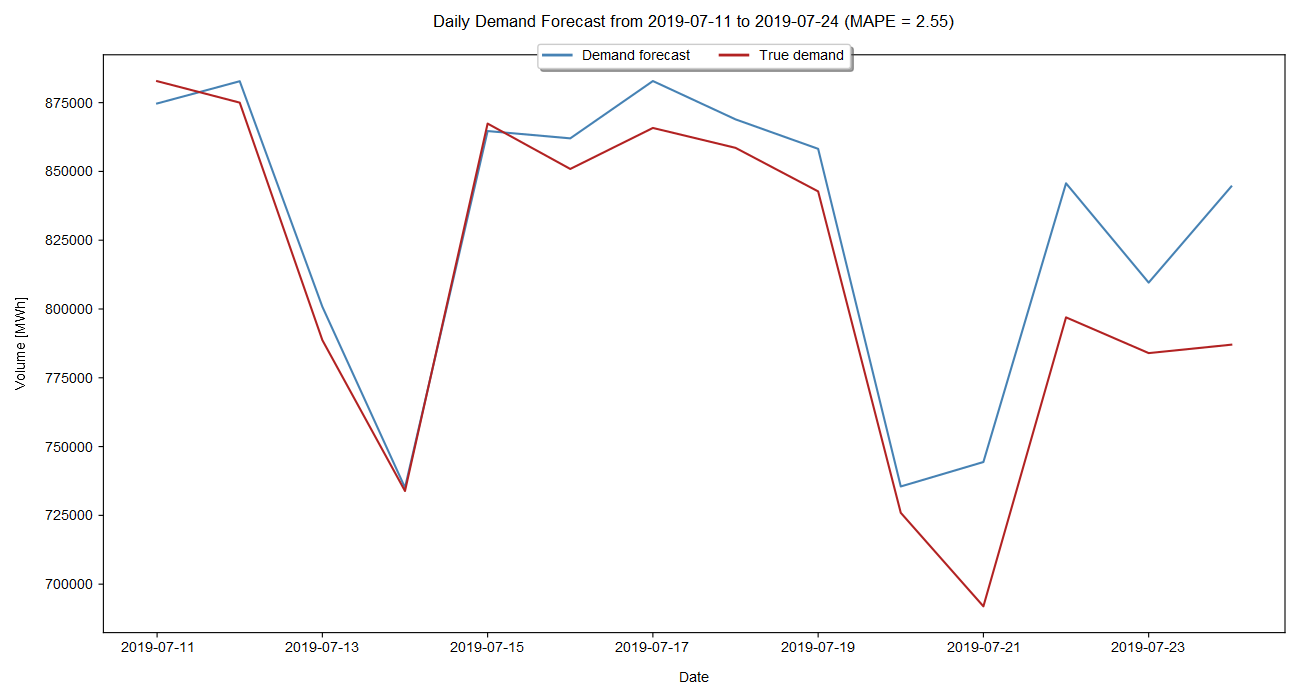 Daily Demand Forecast from 2019-07-11 to 2019-07-24 (MAPE = 2.55)
Demand forecast True demand
875000
850000
825000
800000
775000
750000
725000
700000
Volume [MWh]
2019-07-11 2019-07-13 2019-07-15 2019-07-17 2019-07-19 2019-07-21 2019-07-23
Date